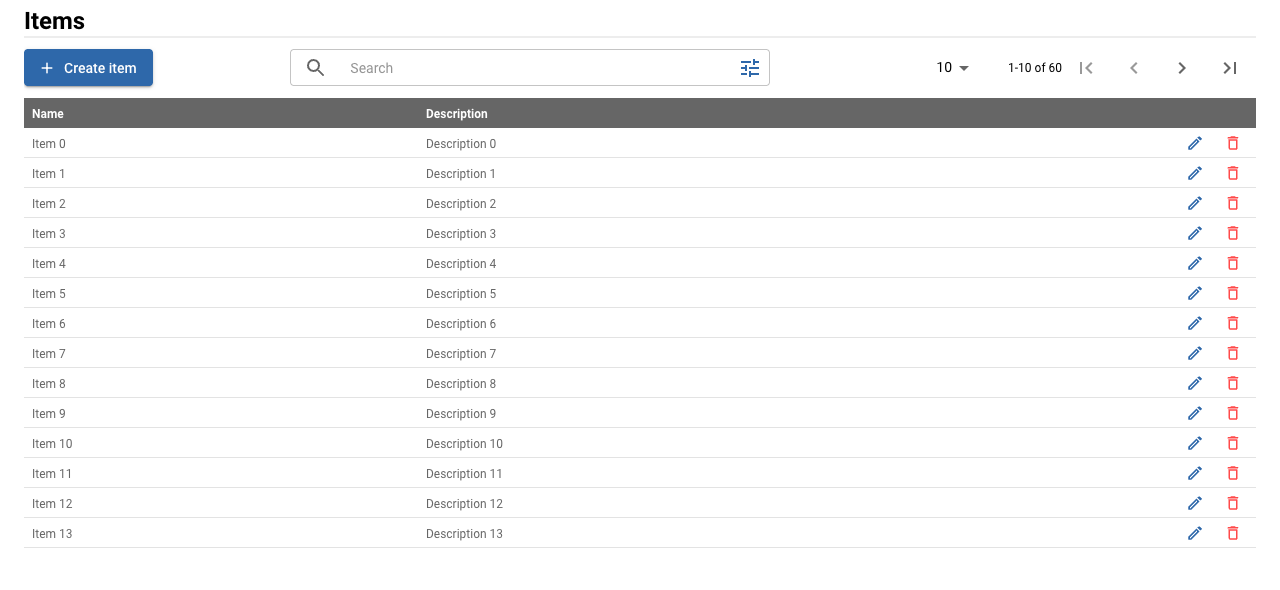 Items
Create item
Search
10
1-10 of 60
Name Description
Item 0 Description 0
Item 1 Description 1
Item 2 Description 2
Item 3 Description 3
Item 4 Description 4
Item 5 Description 5
Item 6 Description 6
Item 7 Description 7
Item 8 Description 8
Item 9 Description 9
Item 10 Description 10
Item 11 Description 11
Item 12 Description 12
Item 13 Description 13